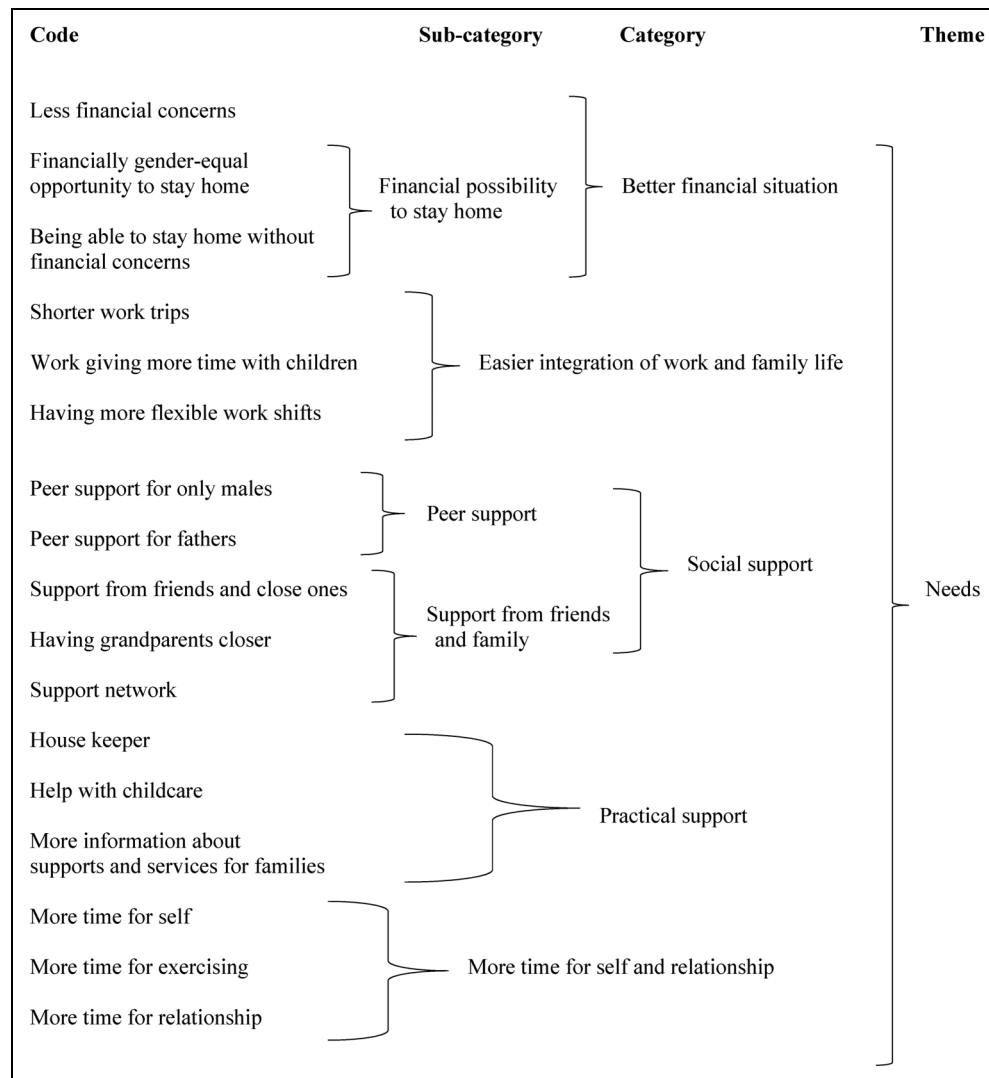 Code Sub-category Category Theme
Less financial concerns
Financially gender-equal
opportunity to stay home
Financial possibility
to stay home
Better financial situation
Being able to stay home without
financial concerns
Shorter work trips
Work giving more time with children
Easier integration of work and family life
Having more flexible work shifts
Peer support for only males
Peer support
Peer support for fathers
Social support
Support from friends and close ones
Needs
Support from friends
and family
Having grandparents closer
Support network
House keeper
Help with childcare
Practical support
More information about
supports and services for families
More time for self
More time for exercising
More time for self and relationship
More time for relationship